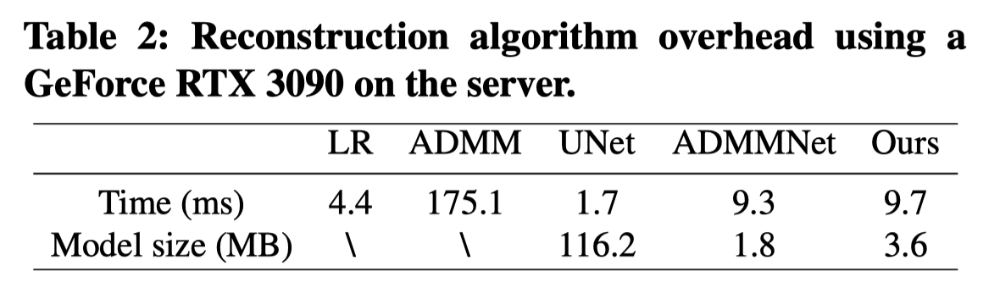 Table 2: Reconstruction algorithm overhead using a
GeForce RTX 3090 on the server.
LR ADMM UNet ADMMNet Ours
Time (ms) 4.4 175.1 1.7 9.3 9.7
Model size (MB) \ \ 116.2 1.8 3.6